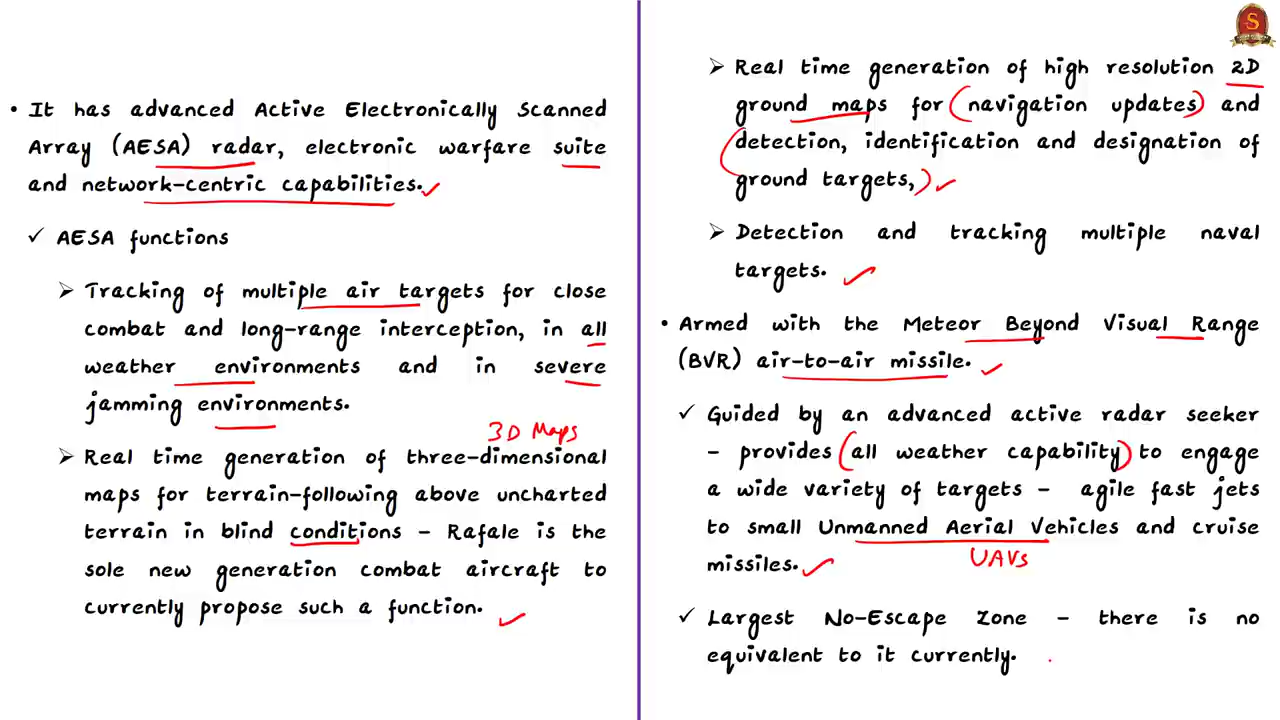 • It has advanced Active Electronically Scanned
Array (AESA) radar, electronic warfare suite
and network-centric capabilities.
✓ AESA functions
➤ Tracking of multiple air targets for close
combat and long-range interception, in all
weather environments and in severe
jamming environments.
3D Maps
➤ Real time generation of three-dimensional
maps for terrain-following above uncharted
terrain in blind conditions – Rafale is the
sole new generation combat aircraft to
currently propose such a function.
S
➤ Real time generation of high resolution 2D
ground maps for (navigation updates) and
(detection, identification and designation of
ground targets,)
➤ Detection and tracking multiple naval
targets.
• Armed with the Meteor Beyond Visual Range
(BVR) air-to-air missile.
✓ Guided by an advanced active radar seeker
– provides (all weather capability) to engage
a wide variety of targets – agile fast jets
to small Unmanned Aerial Vehicles and cruise
UAVs
missiles.
✓ Largest No-Escape Zone – there is no
equivalent to it currently.